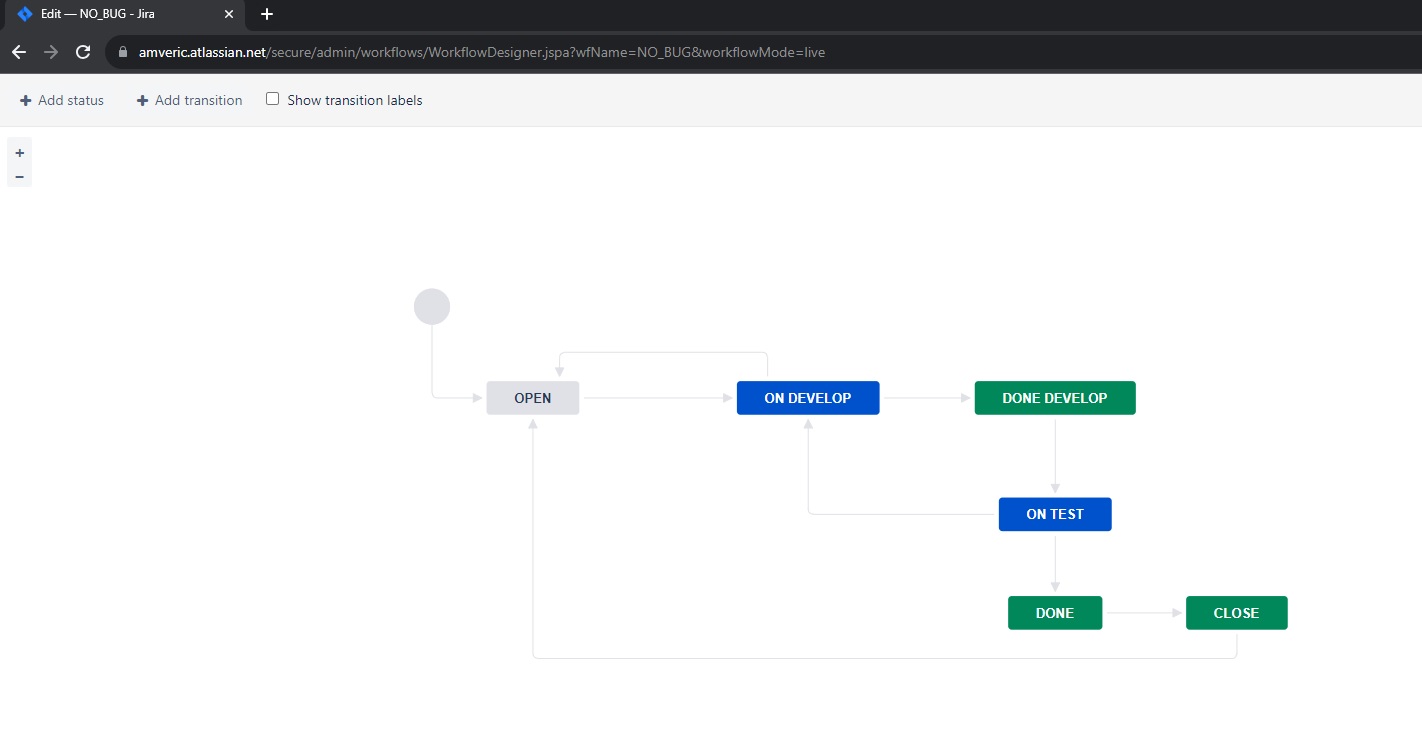 Edit — NO_BUG - Jira
amveric.atlassian.net/secure/admin/workflows/WorkflowDesigner.jspa?wfName=NO_BUG&workflowMode=live
Add status Add transition Show transition labels
OPEN ON DEVELOP DONE DEVELOP
ON TEST
DONE CLOSE